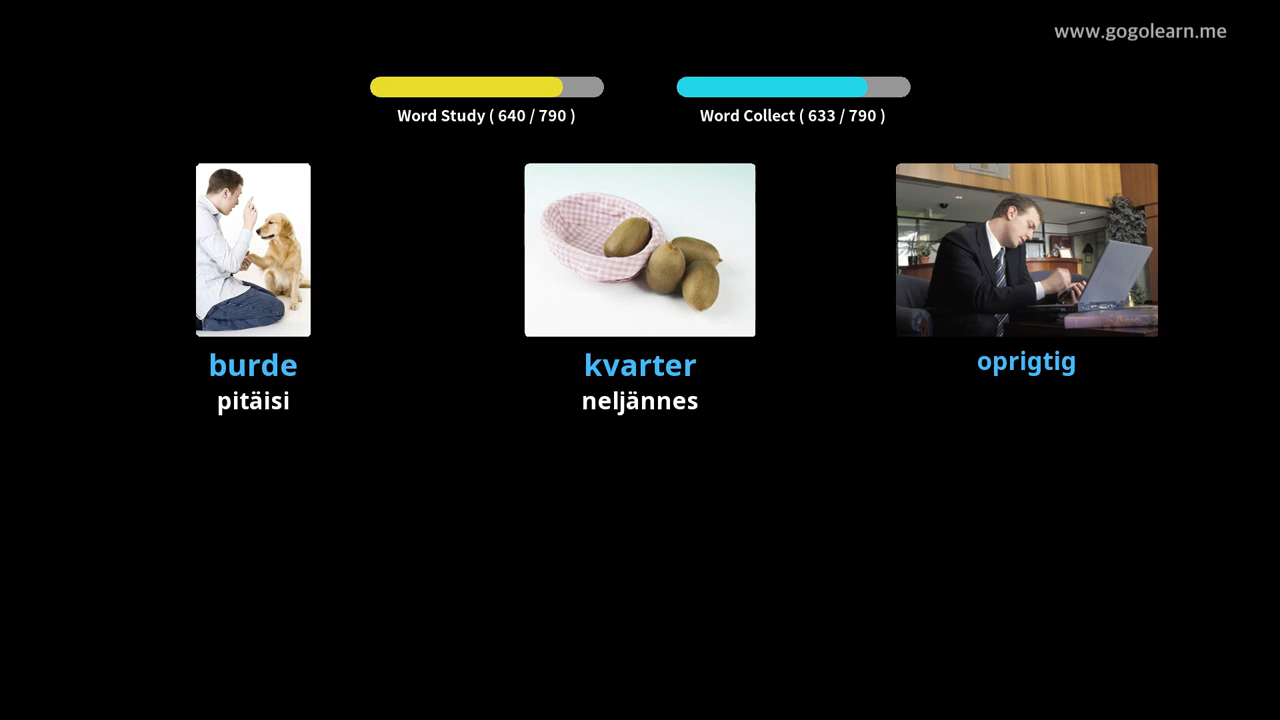 www.gogolearn.me
Word Study ( 640 / 790 )
Word Collect ( 633 / 790 )
burde
pitäisi
kvarter
neljännes
oprigtig